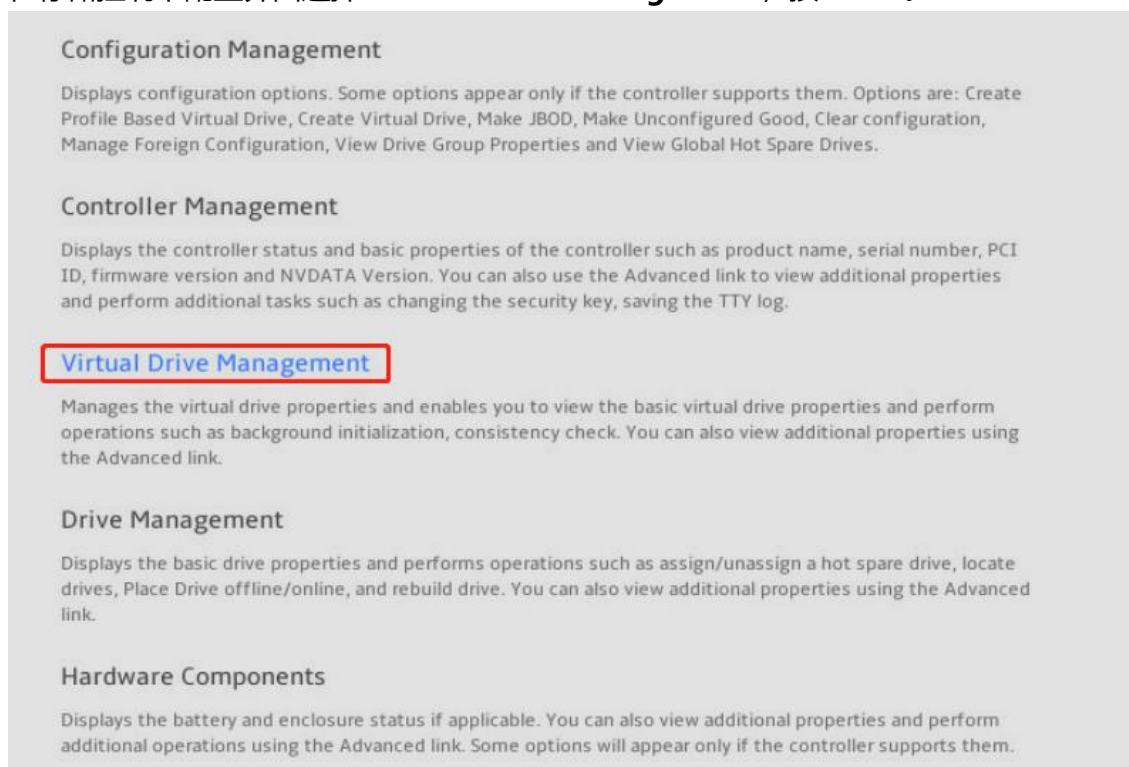 Configuration Management
Displays configuration options. Some options appear only if the controller supports them. Options are: Create
Profile Based Virtual Drive, Create Virtual Drive, Make JBOD, Make Unconfigured Good, Clear configuration,
Manage Foreign Configuration, View Drive Group Properties and View Global Hot Spare Drives.
Controller Management
Displays the controller status and basic properties of the controller such as product name, serial number, PCI
ID, firmware version and NVDATA Version. You can also use the Advanced link to view additional properties
and perform additional tasks such as changing the security key, saving the TTY log.
Virtual Drive Management
Manages the virtual drive properties and enables you to view the basic virtual drive properties and perform
operations such as background initialization, consistency check. You can also view additional properties using
the Advanced link.
Drive Management
Displays the basic drive properties and performs operations such as assign/unassign a hot spare drive, locate
drives, Place Drive offline/online, and rebuild drive. You can also view additional properties using the Advanced
link.
Hardware Components
Displays the battery and enclosure status if applicable. You can also view additional properties and perform
additional operations using the Advanced link. Some options will appear only if the controller supports them.